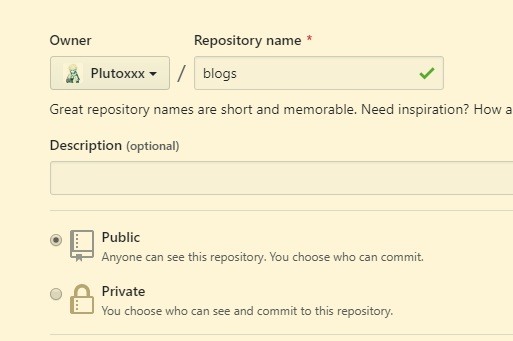 Owner
Repository name *
Plutoxxx / blogs
Great repository names are short and memorable. Need inspiration? How a
Description (optional)
Public
Anyone can see this repository. You choose who can commit.
Private
You choose who can see and commit to this repository.